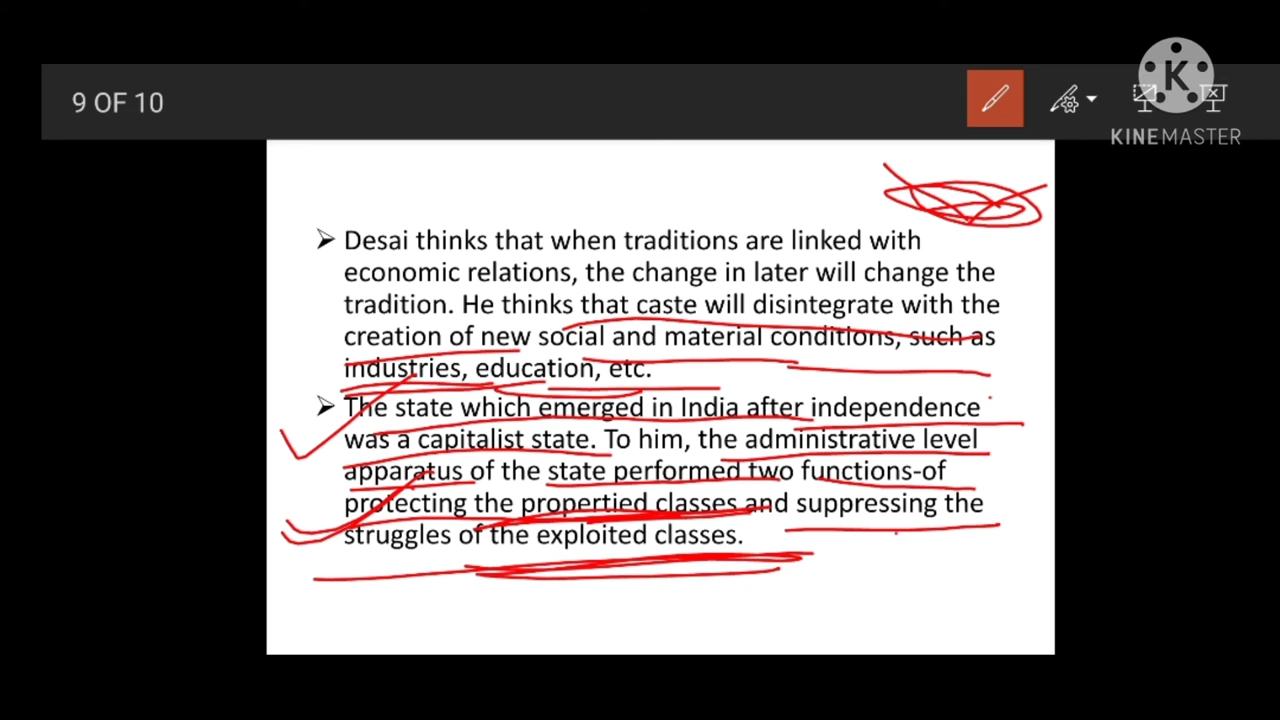 9 OF 10
K
KINEMASTER
➢ Desai thinks that when traditions are linked with
economic relations, the change in later will change the
tradition. He thinks that caste will disintegrate with the
creation of new social and material conditions, such as
industries, education, etc.
➢ The state which emerged in India after independence
was a capitalist state. To him, the administrative level
apparatus of the state performed two functions-of
protecting the propertied classes and suppressing the
struggles of the exploited classes.